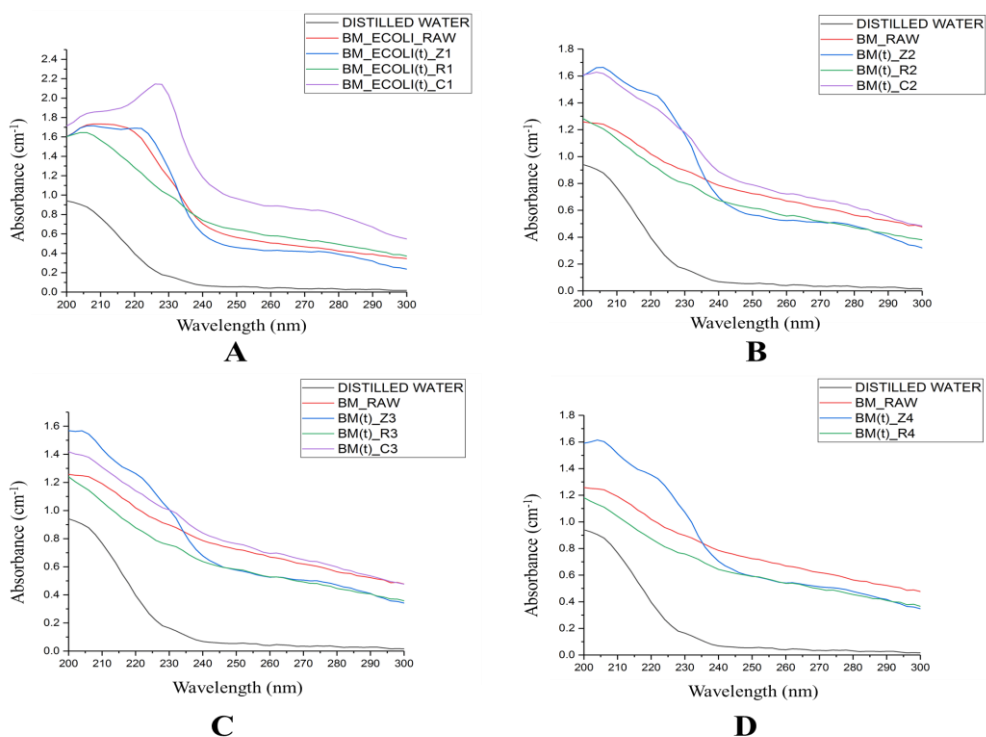 DISTILLED WATER
BM_ECOLI_RAW
BM_ECOLI(t)_Z1
BM_ECOLI(t)_R1
BM_ECOLI(t)_C1
2.4
2.2
2.0
1.8
1.6
1.4
1.2
1.0
0.8
0.6
0.4
0.2
0.0
Absorbance (cm⁻¹)
200 210 220 230 240 250 260 270 280 290 300
Wavelength (nm)
A
DISTILLED WATER
BM_RAW
BM(t)_Z2
BM(t)_R2
BM(t)_C2
1.8
1.6
1.4
1.2
1.0
0.8
0.6
0.4
0.2
0.0
Absorbance (cm⁻¹)
200 210 220 230 240 250 260 270 280 290 300
Wavelength (nm)
B
DISTILLED WATER
BM_RAW
BM(t)_Z3
BM(t)_R3
BM(t)_C3
1.6
1.4
1.2
1.0
0.8
0.6
0.4
0.2
0.0
Absorbance (cm⁻¹)
200 210 220 230 240 250 260 270 280 290 300
Wavelength (nm)
C
DISTILLED WATER
BM_RAW
BM(t)_Z4
BM(t)_R4
1.8
1.6
1.4
1.2
1.0
0.8
0.6
0.4
0.2
0.0
Absorbance (cm⁻¹)
200 210 220 230 240 250 260 270 280 290 300
Wavelength (nm)
D